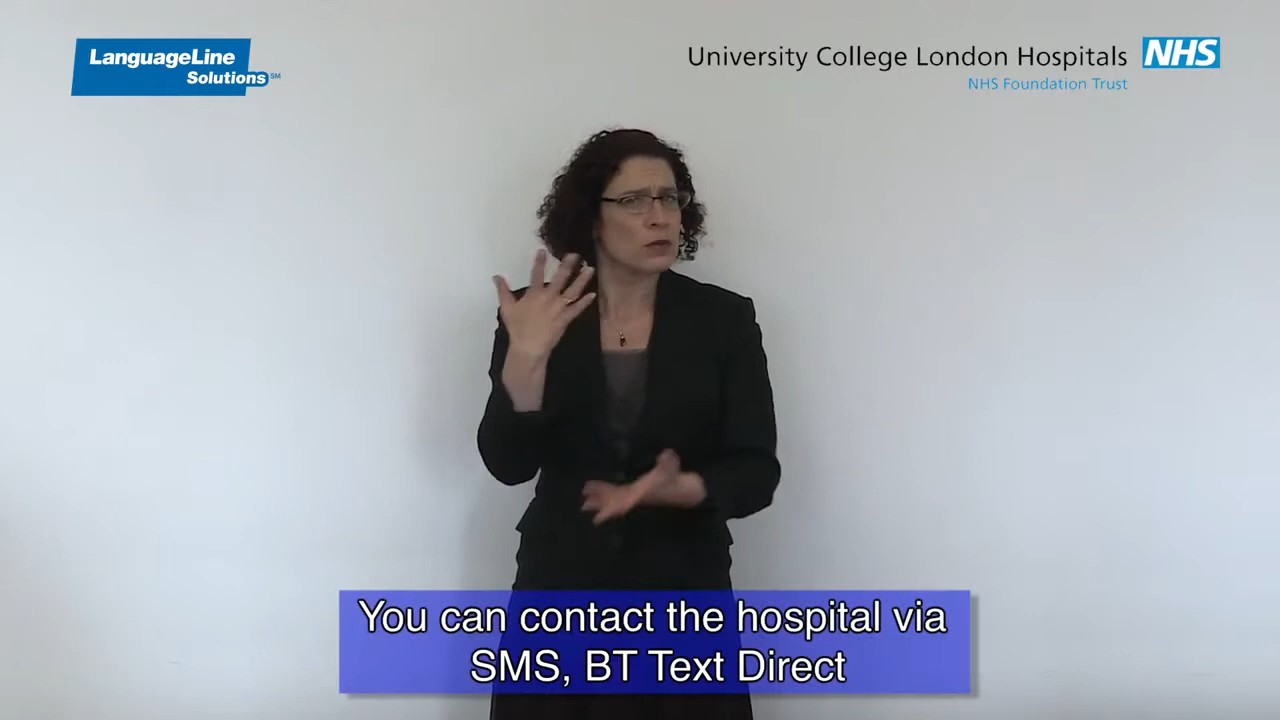 LanguageLine
Solutions SM
University College London Hospitals NHS
NHS Foundation Trust
You can contact the hospital via
SMS, BT Text Direct